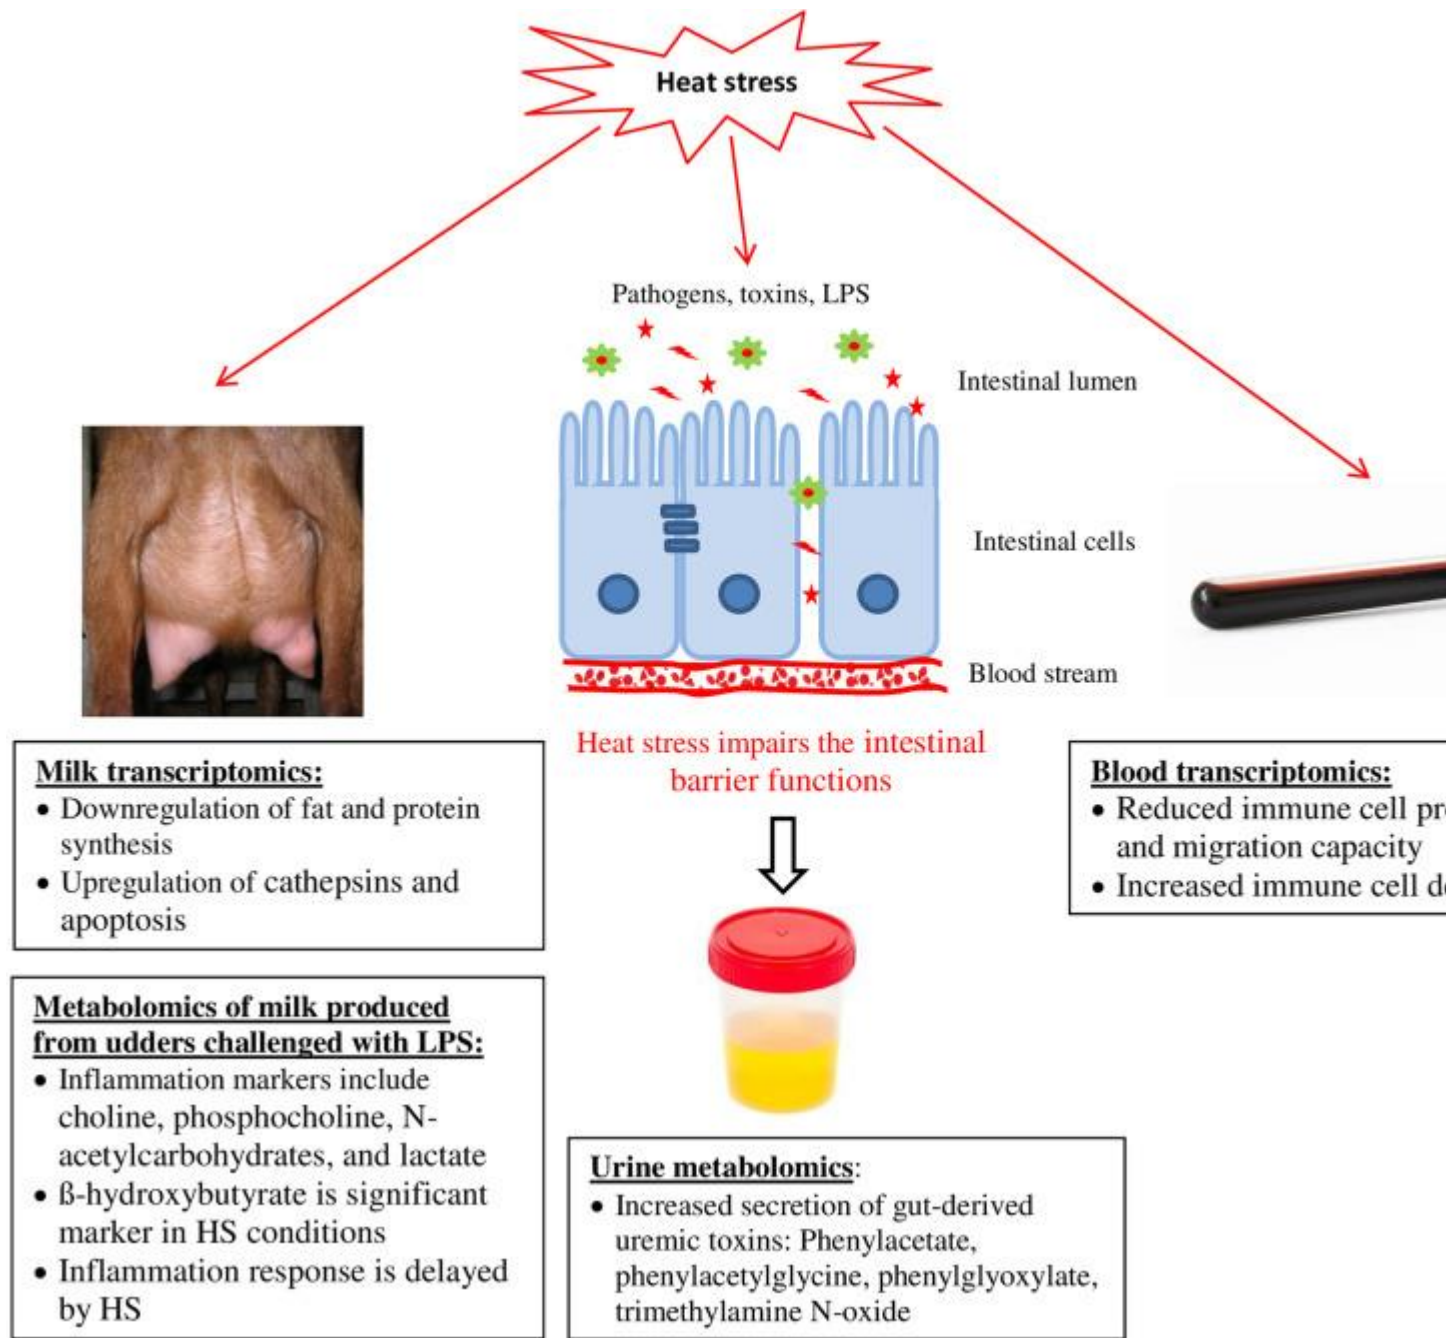 Heat stress
Pathogens, toxins, LPS
Intestinal lumen
Intestinal cells
Blood stream
Heat stress impairs the intestinal
barrier functions
Milk transcriptomics:
• Downregulation of fat and protein
synthesis
• Upregulation of cathepsins and
apoptosis
Metabolomics of milk produced
from udders challenged with LPS:
• Inflammation markers include
choline, phosphocholine, N-
acetylcarbohydrates, and lactate
• ß-hydroxybutyrate is significant
marker in HS conditions
• Inflammation response is delayed
by HS
Urine metabolomics:
• Increased secretion of gut-derived
uremic toxins: Phenylacetate,
phenylacetylglycine, phenylglyoxylate,
trimethylamine N-oxide
Blood transcriptomics:
• Reduced immune cell
and migration capacity
• Increased immune cell